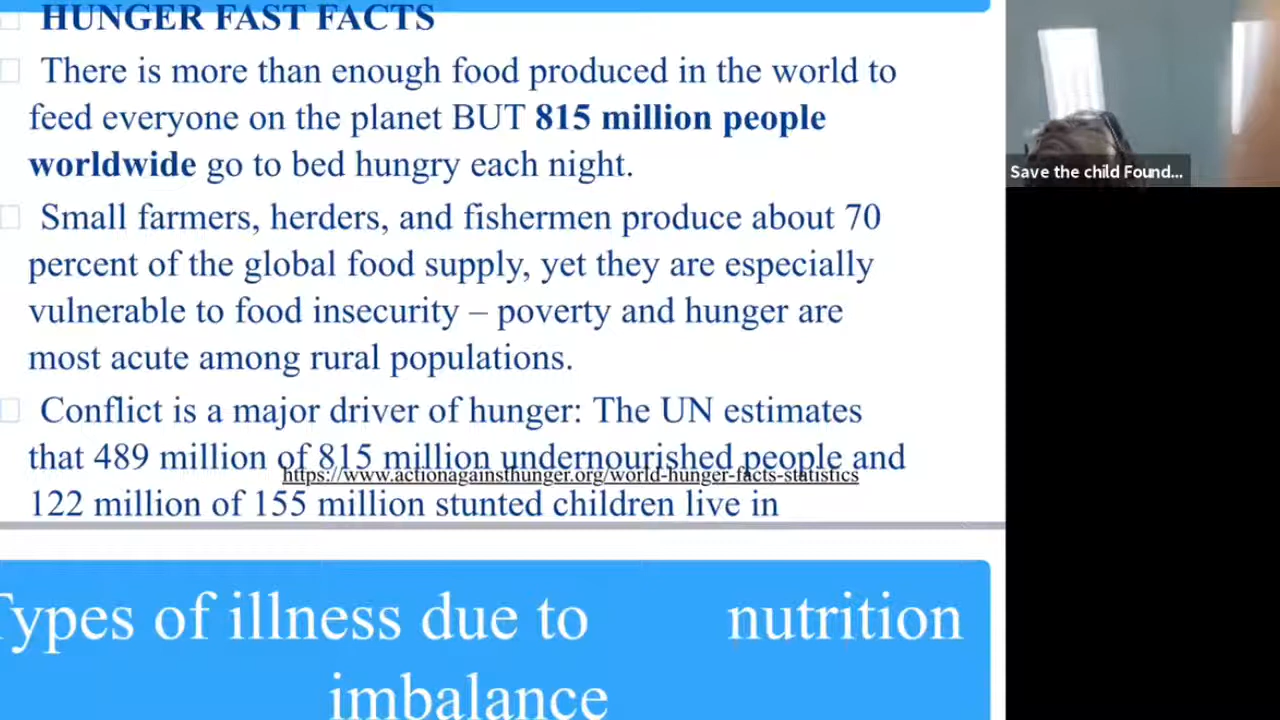 HUNGER FAST FACTS
There is more than enough food produced in the world to
feed everyone on the planet BUT 815 million people
worldwide go to bed hungry each night.
Small farmers, herders, and fishermen produce about 70
percent of the global food supply, yet they are especially
vulnerable to food insecurity – poverty and hunger are
most acute among rural populations.
Conflict is a major driver of hunger: The UN estimates
that 489 million of 815 million undernourished people and
https://www.actionagainsthunger.org/world-hunger-facts-statistics
122 million of 155 million stunted children live in
Types of illness due to nutrition
imbalance
Save the child Found...